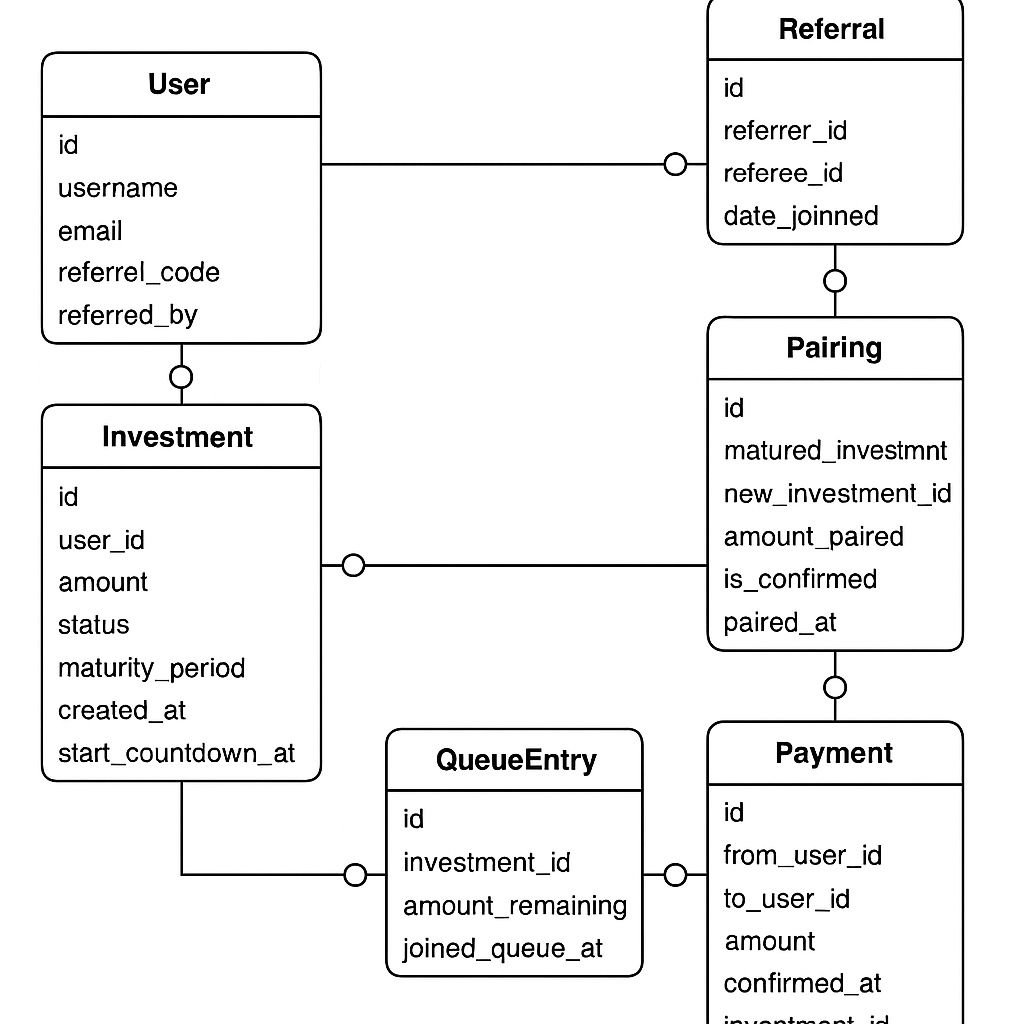 User
id
username
email
referrel_code
referred_by
Referral
id
referrer_id
referee_id
date_joinned
Investment
id
user_id
amount
status
maturity_period
created_at
start_countdown_at
Pairing
id
matured_investmnt
new_investment_id
amount_paired
is_confirmed
paired_at
QueueEntry
id
investment_id
amount_remaining
joined_queue_at
Payment
id
from_user_id
to_user_id
amount
confirmed_at